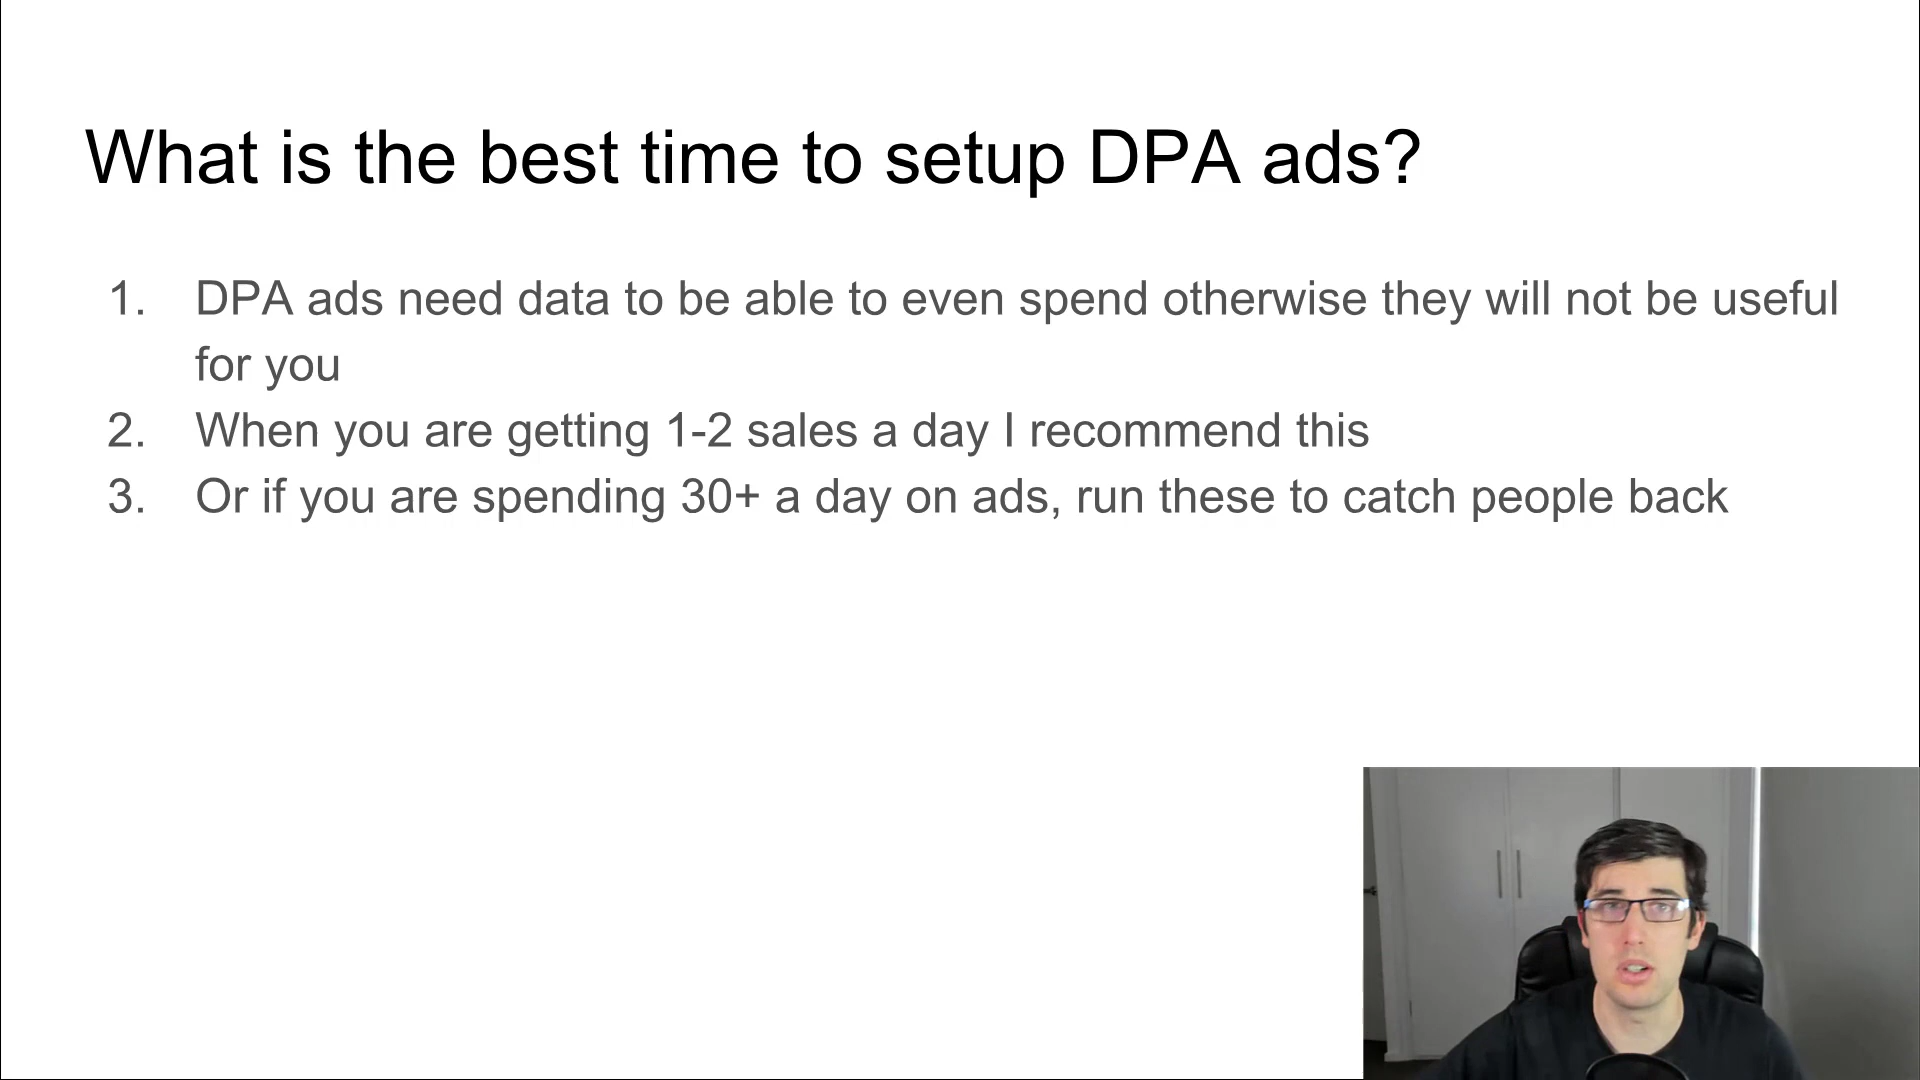 What is the best time to setup DPA ads?
1. DPA ads need data to be able to even spend otherwise they will not be useful
for you
2. When you are getting 1-2 sales a day I recommend this
3. Or if you are spending 30+ a day on ads, run these to catch people back